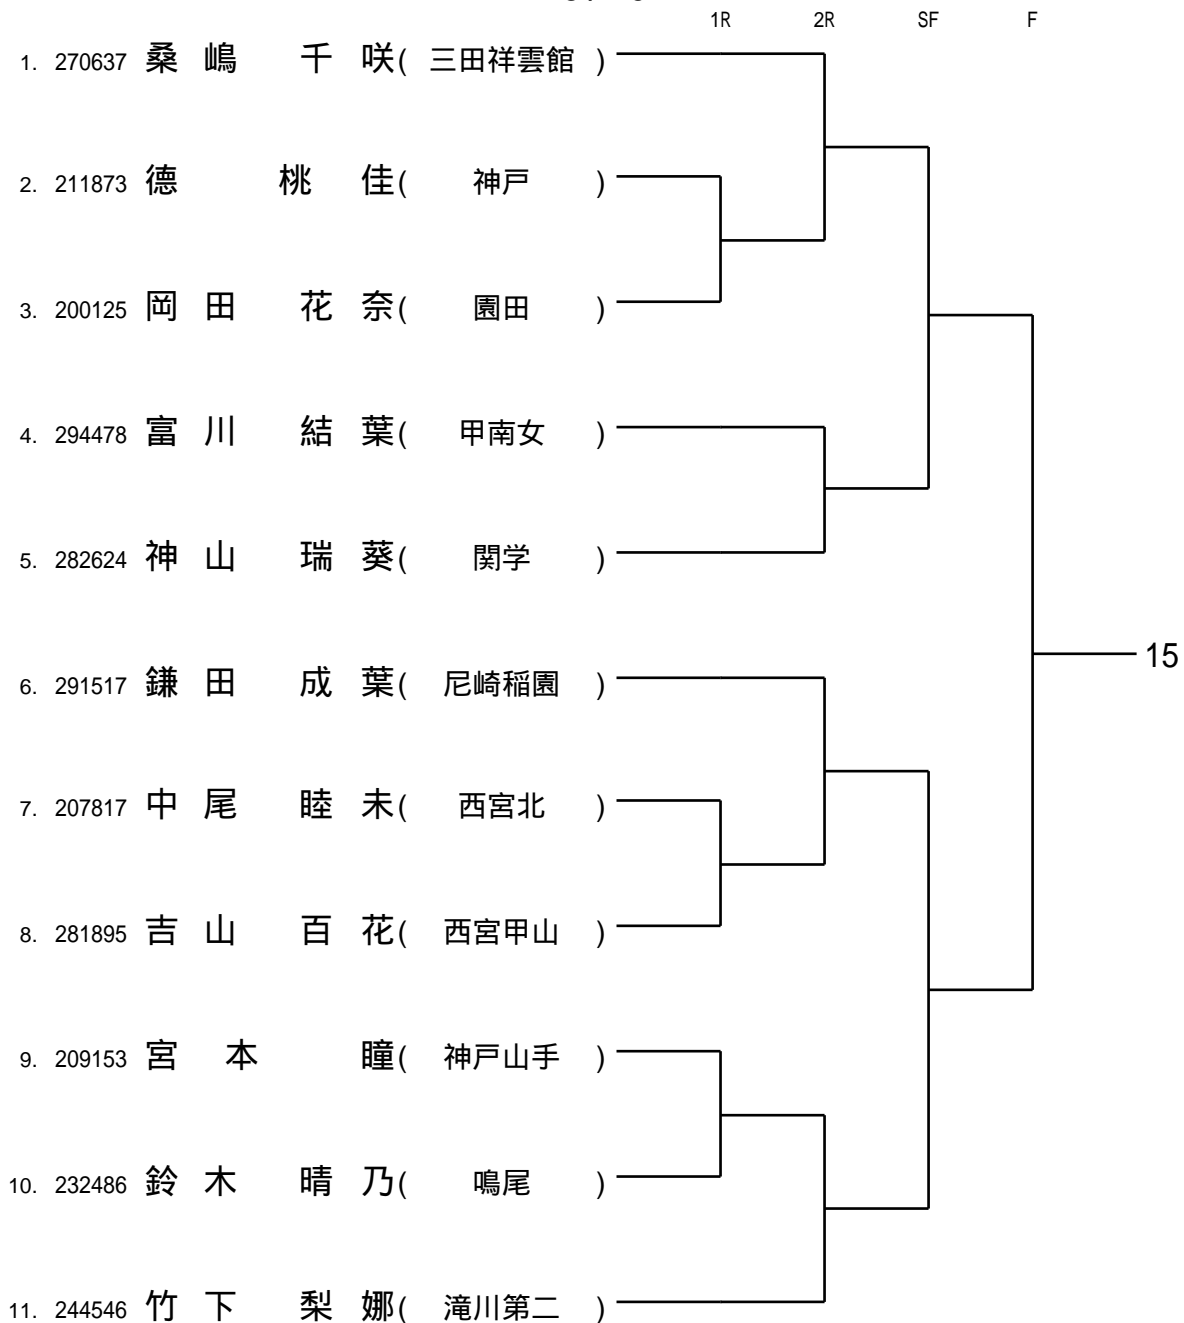 1R 2R SF F
1. 270637 桑嶋 千咲( 三田祥雲館 )
2. 211873 德 桃佳( 神戸 )
3. 200125 岡田 花奈( 園田 )
4. 294478 富川 結葉( 甲南女 )
5. 282624 神山 瑞葵( 関学 )
6. 291517 鎌田 成葉( 尼崎稲園 )
15
7. 207817 中尾 睦未( 西宮北 )
8. 281895 吉山 百花( 西宮甲山 )
9. 209153 宮本 瞳( 神戸山手 )
10. 232486 鈴木 晴乃( 鳴尾 )
11. 244546 竹下 梨娜( 滝川第二 )